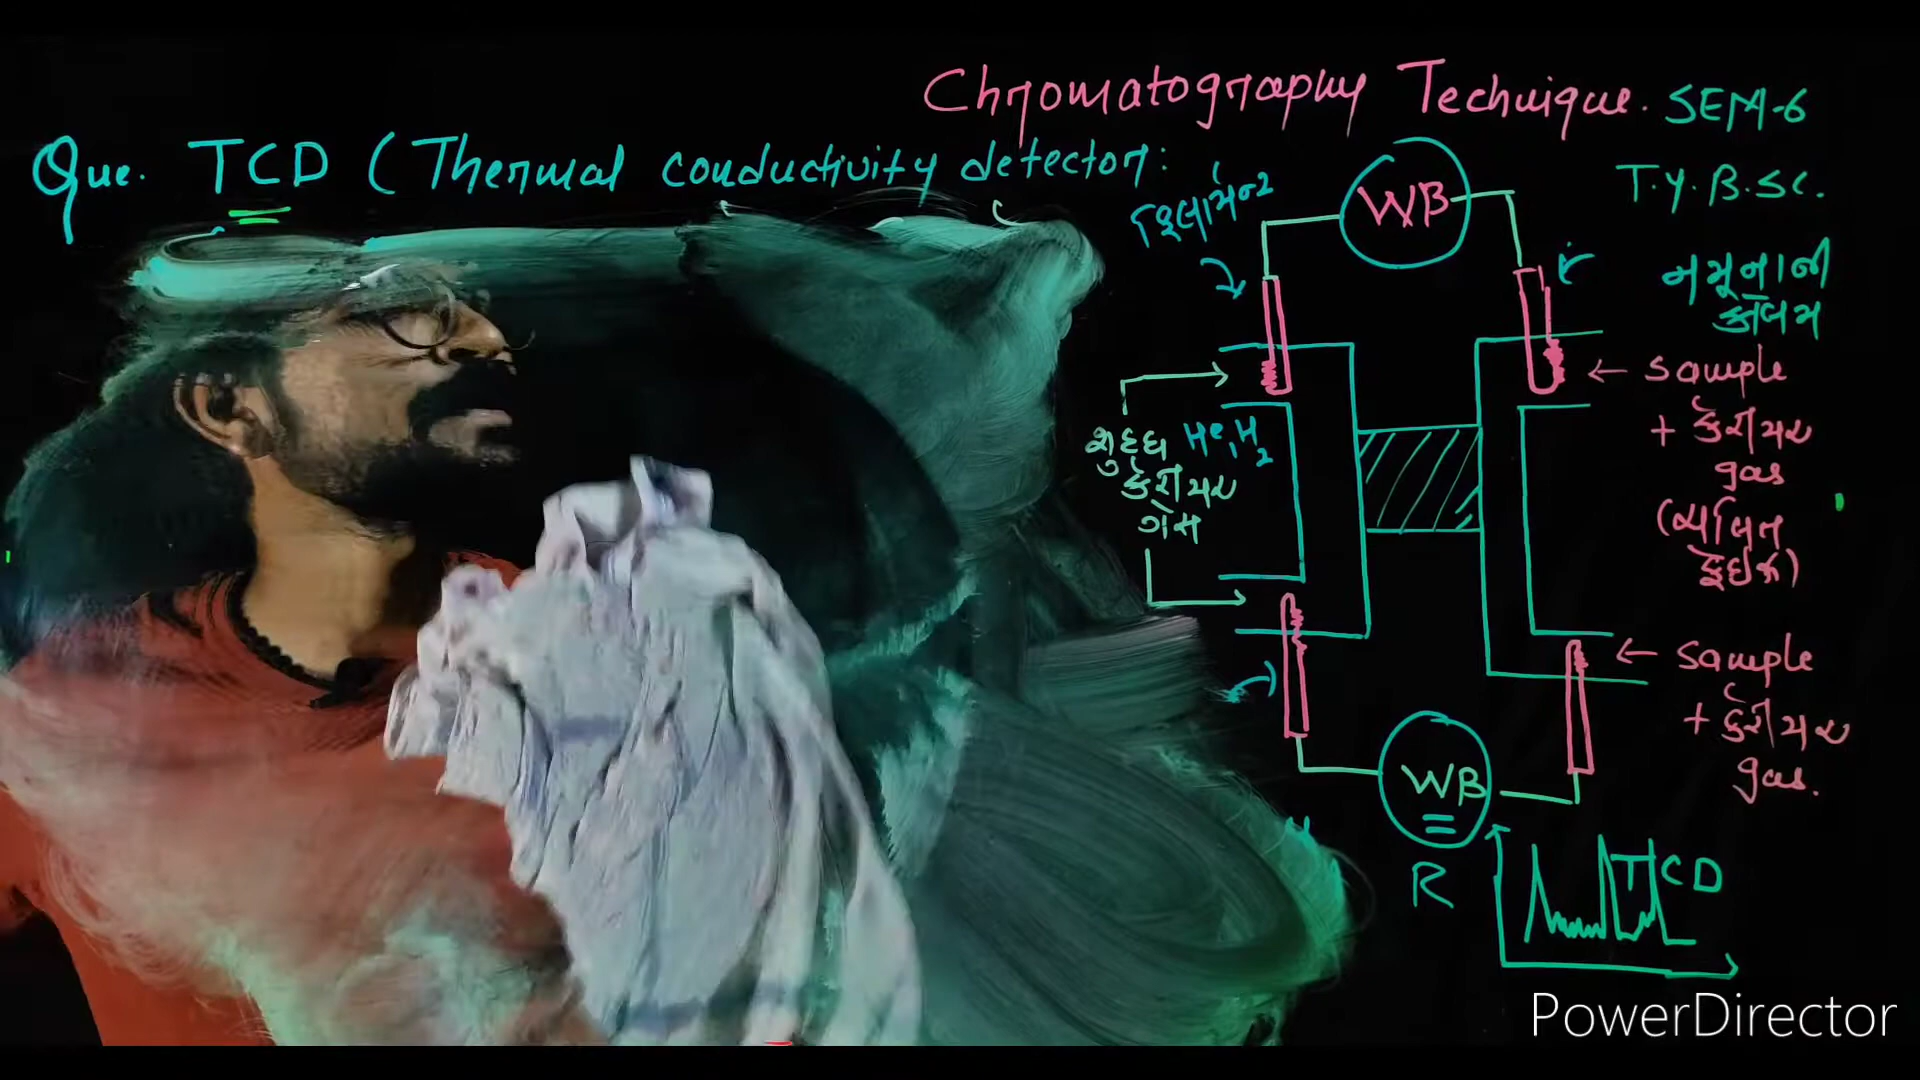 Chromatography Technique. SEM-6
Que. TCD (Thermal conductivity detector:
T.Y.B.SC.
ફિલામેન્ટ
WB
નમૂનાની
કૉલમ
← sample
+ કેરીયર
gas
શુદ્ધ He, H2
કેરીયર
ગેસ
← sample
+ કેરીયર
gas.
WB
R
TCD
PowerDirector